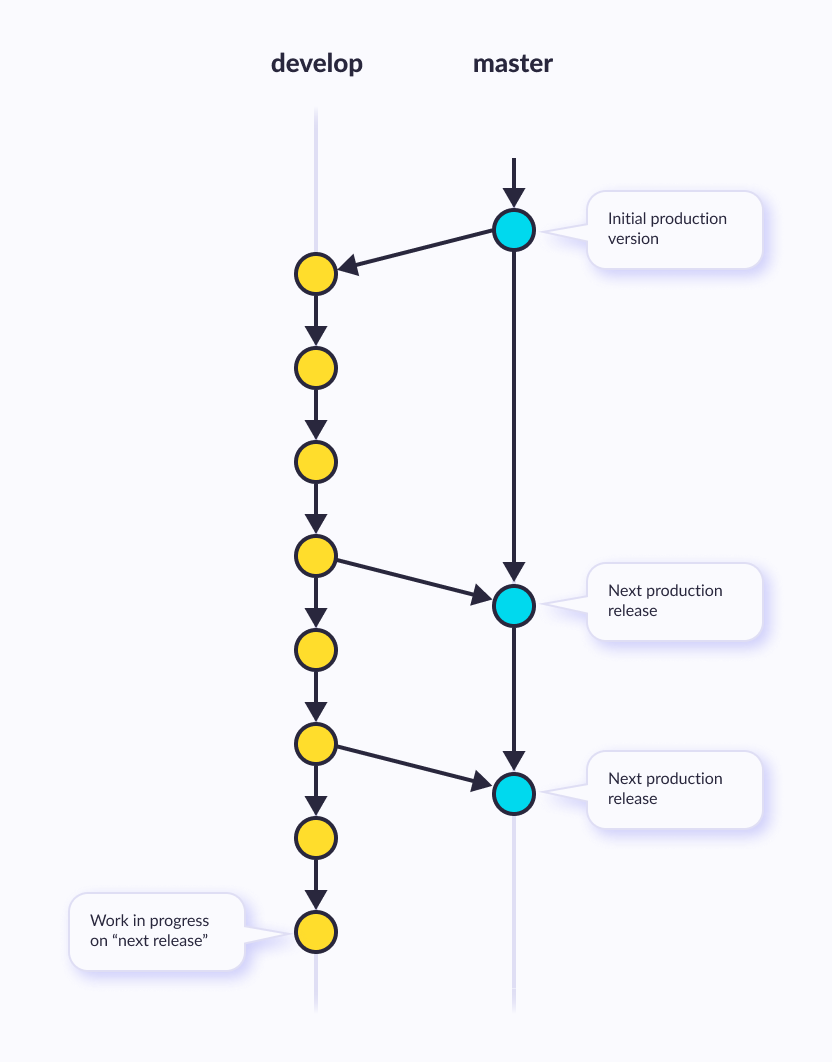 develop
master
Initial production
version
Next production
release
Next production
release
Work in progress
on “next release”